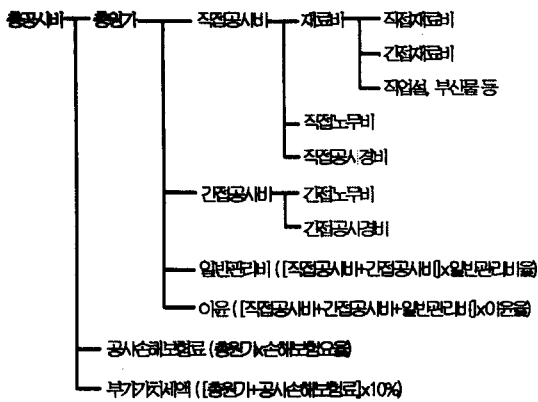 총공사비 총원가 직접공사비 재료비 직접재료비
간접재료비
작업설, 부산물 등
직접노무비
직접공사경비
간접공사비 간접노무비
간접공사경비
일반관리비 ([직접공사비+간접공사비]x일반관리비율)
이윤 ([직접공사비+간접공사비+일반관리비]x이윤율)
공사손해보험료 (총원가x손해보험요율)
부가가치세액 ([총원가+공사손해보험료]x10%)